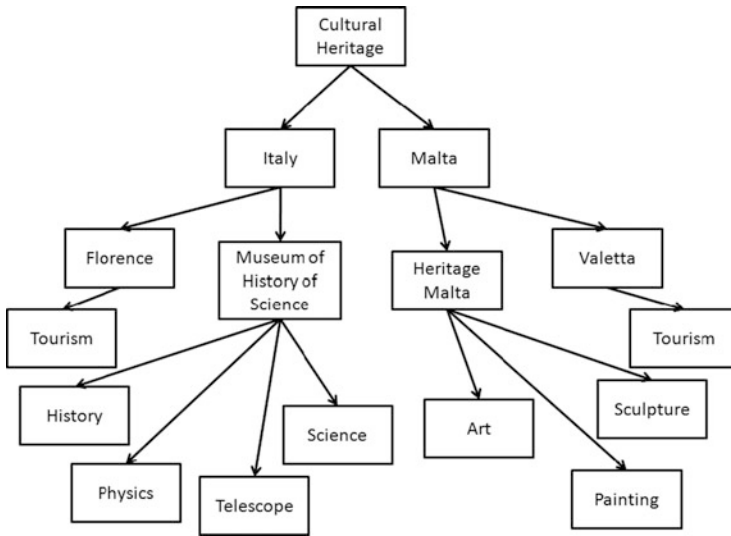 Cultural
Heritage
Italy
Malta
Florence
Museum of
History of
Science
Heritage
Malta
Valetta
Tourism
Tourism
History
Science
Art
Sculpture
Physics
Telescope
Painting